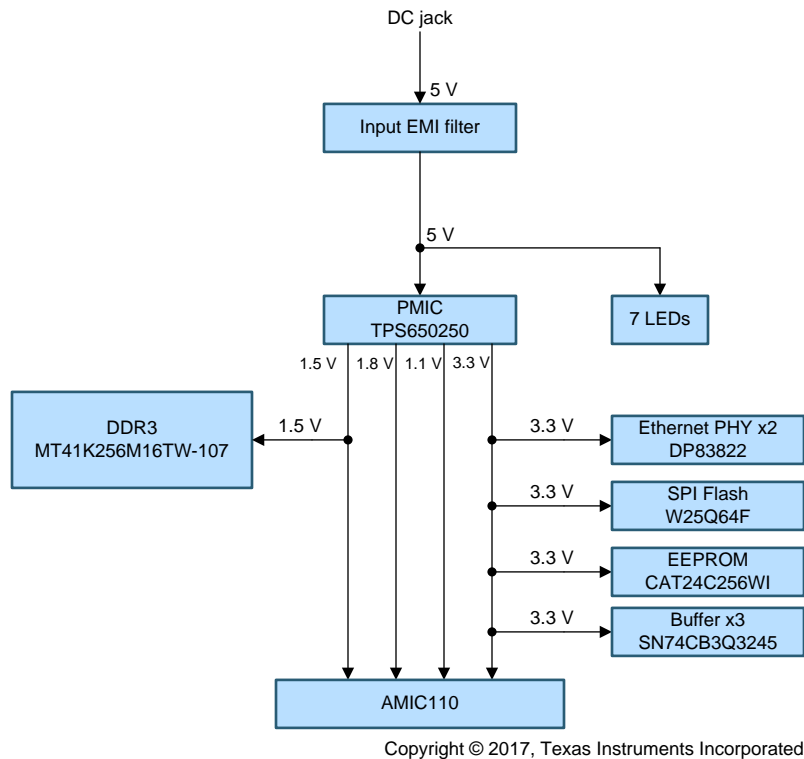 DC jack
5 V
Input EMI filter
5 V
PMIC
TPS650250
7 LEDs
1.5 V
1.8 V
1.1 V
3.3 V
DDR3
MT41K256M16TW-107
1.5 V
3.3 V
Ethernet PHY x2
DP83822
3.3 V
SPI Flash
W25Q64F
3.3 V
EEPROM
CAT24C256WI
3.3 V
Buffer x3
SN74CB3Q3245
AMIC110
Copyright © 2017, Texas Instruments Incorporated